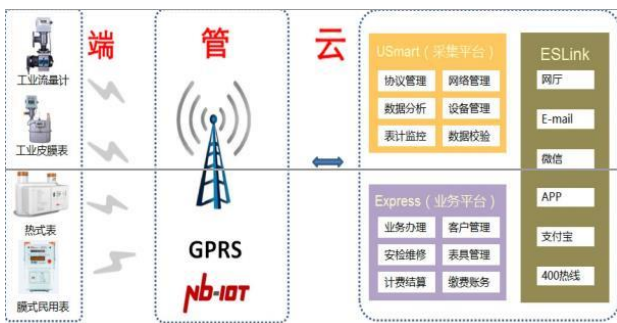 端
管
云
工业流量计
工业皮膜表
热式表
膜式民用表
GPRS
Nb-IOT
USmart（采集平台）
协议管理 网络管理
数据分析 设备管理
表计监控 数据校验
Express（业务平台）
业务办理 客户管理
安检维修 表具管理
计费结算 缴费账务
ESLink
网厅
E-mail
微信
APP
支付宝
400热线